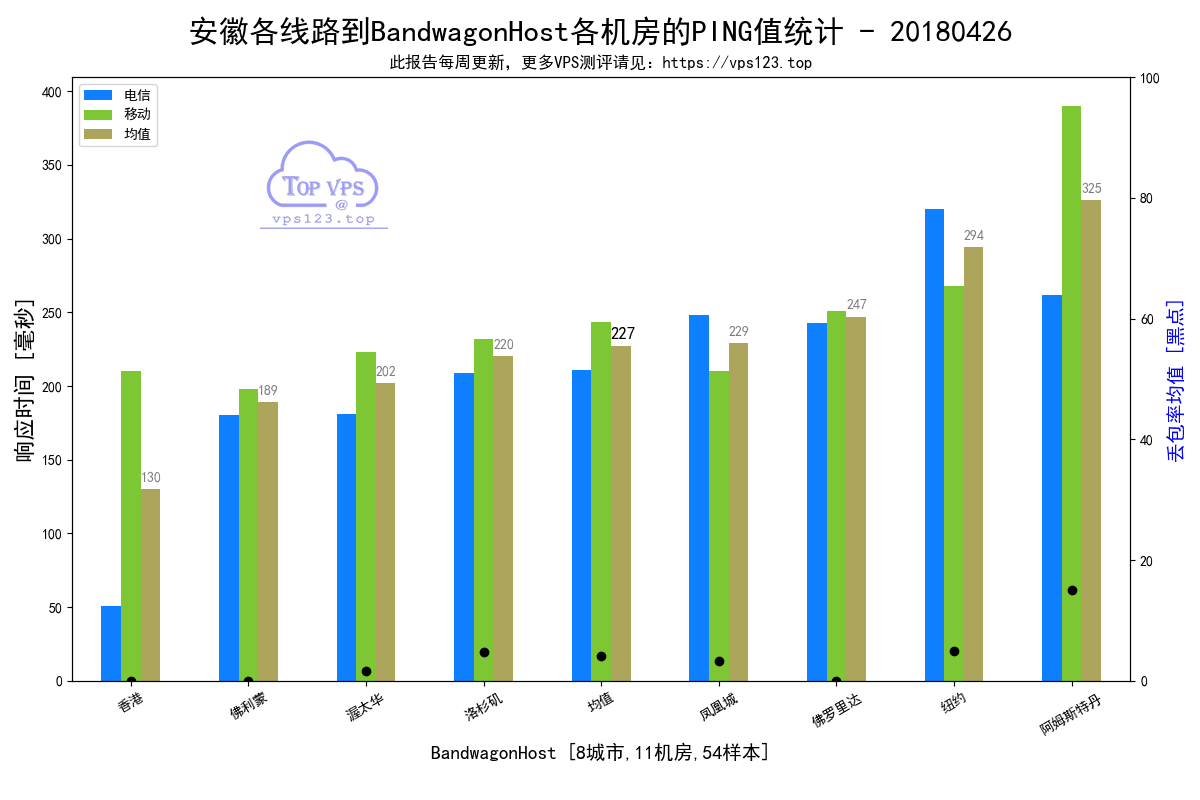 安徽各线路到BandwagonHost各机房的PING值统计 - 20180426
此报告每周更新，更多VPS测评请见：https://vps123.top
电信
移动
均值
TOP VPS
@
vps123.top
响应时间 [毫秒]
400
350
300
250
200
150
100
50
0
130
189
202
220
227
229
247
294
325
100
80
60
40
20
0
丢包率均值 [黑点]
香港
佛利蒙
渥太华
洛杉矶
均值
凤凰城
佛罗里达
纽约
阿姆斯特丹
BandwagonHost [8城市,11机房,54样本]